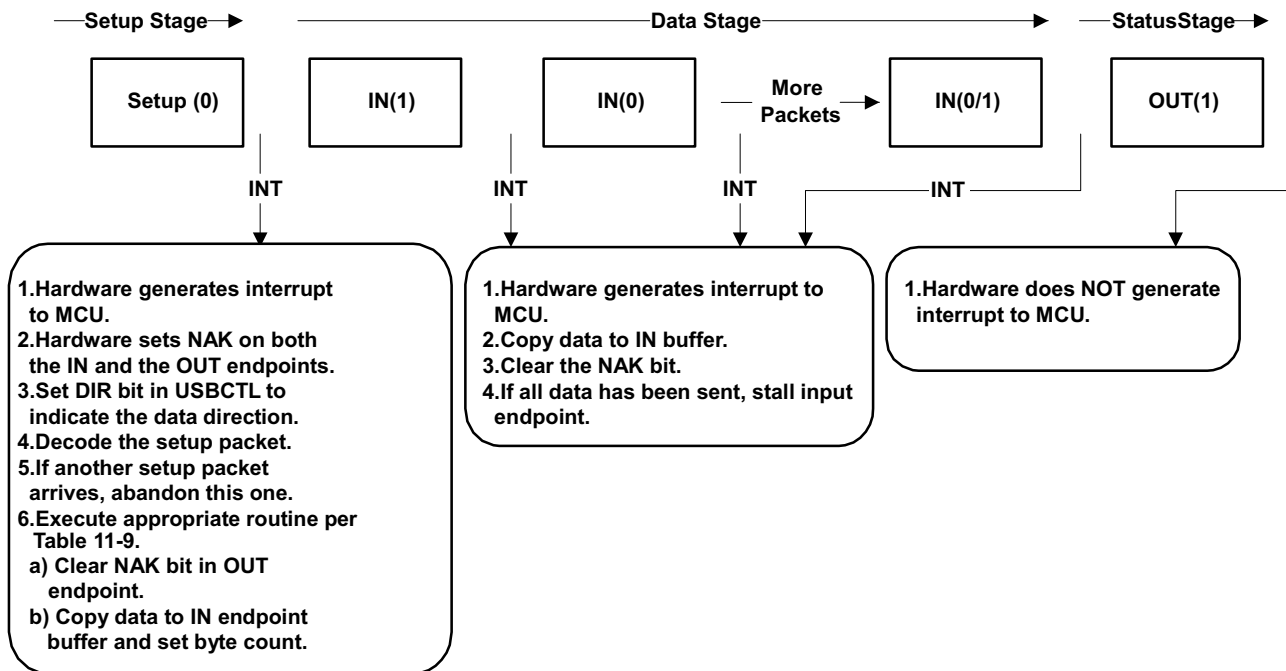 Setup Stage
Data Stage
StatusStage
Setup (0)
IN(1)
IN(0)
More
Packets
IN(0/1)
OUT(1)
INT
INT
INT
INT
1.Hardware generates interrupt
to MCU.
2.Hardware sets NAK on both
the IN and the OUT endpoints.
3.Set DIR bit in USBCTL to
indicate the data direction.
4.Decode the setup packet.
5.If another setup packet
arrives, abandon this one.
6.Execute appropriate routine per
Table 11-9.
a) Clear NAK bit in OUT
endpoint.
b) Copy data to IN endpoint
buffer and set byte count.
1.Hardware generates interrupt to
MCU.
2.Copy data to IN buffer.
3.Clear the NAK bit.
4.If all data has been sent, stall input
endpoint.
1.Hardware does NOT generate
interrupt to MCU.